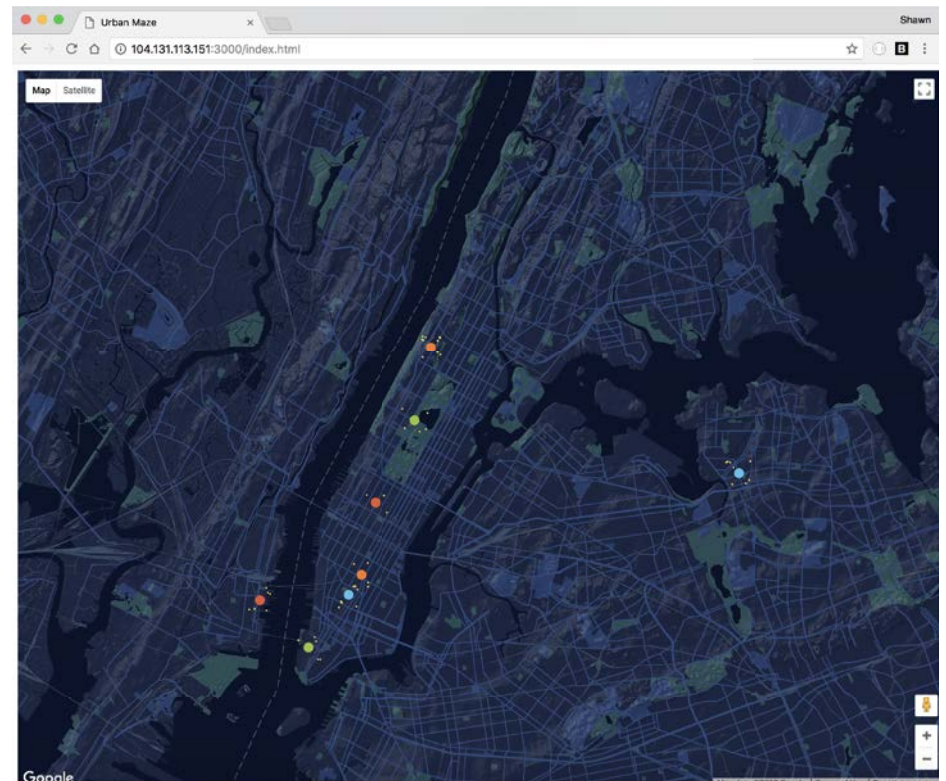 Urban Maze
Shawn
104.131.113.151:3000/index.html
B
Map Satellite
Google